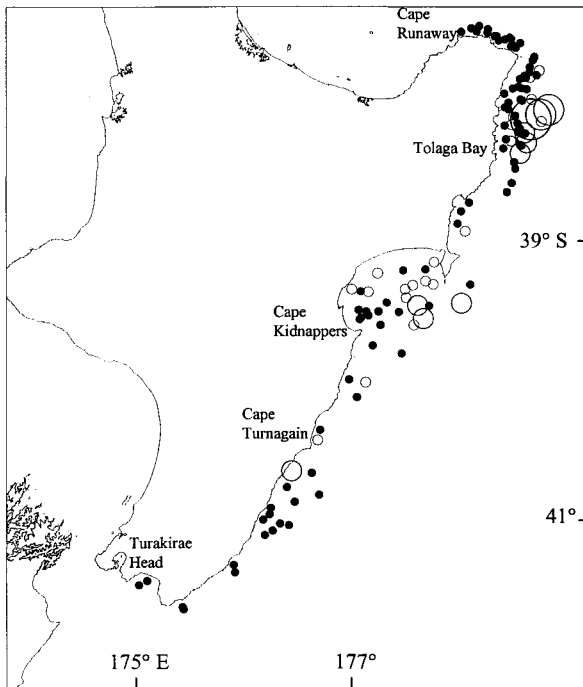 Cape
Runaway
Tolaga Bay
39° S
Cape
Kidnappers
Cape
Turnagain
41°
Turakirae
Head
175° E
177°